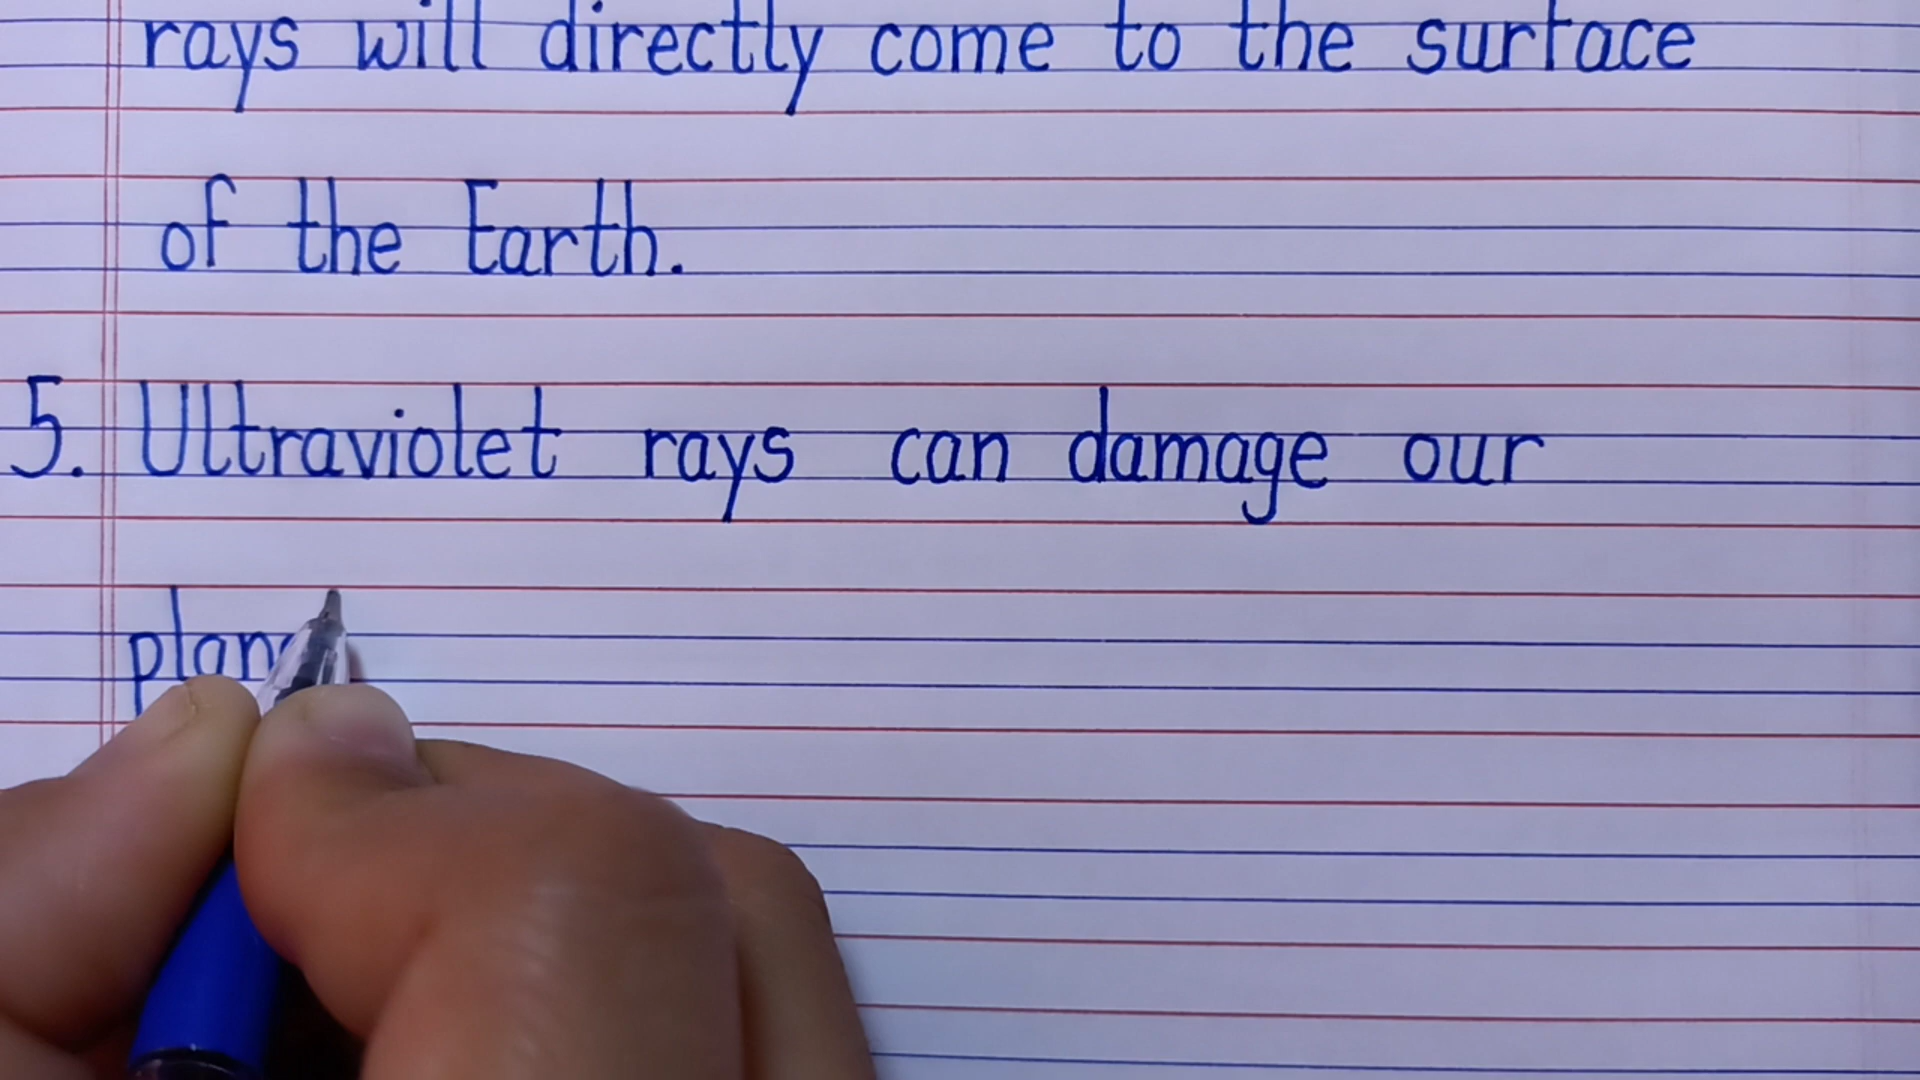 rays will directly come to the surface
of the Earth.
5. Ultraviolet rays can damage our